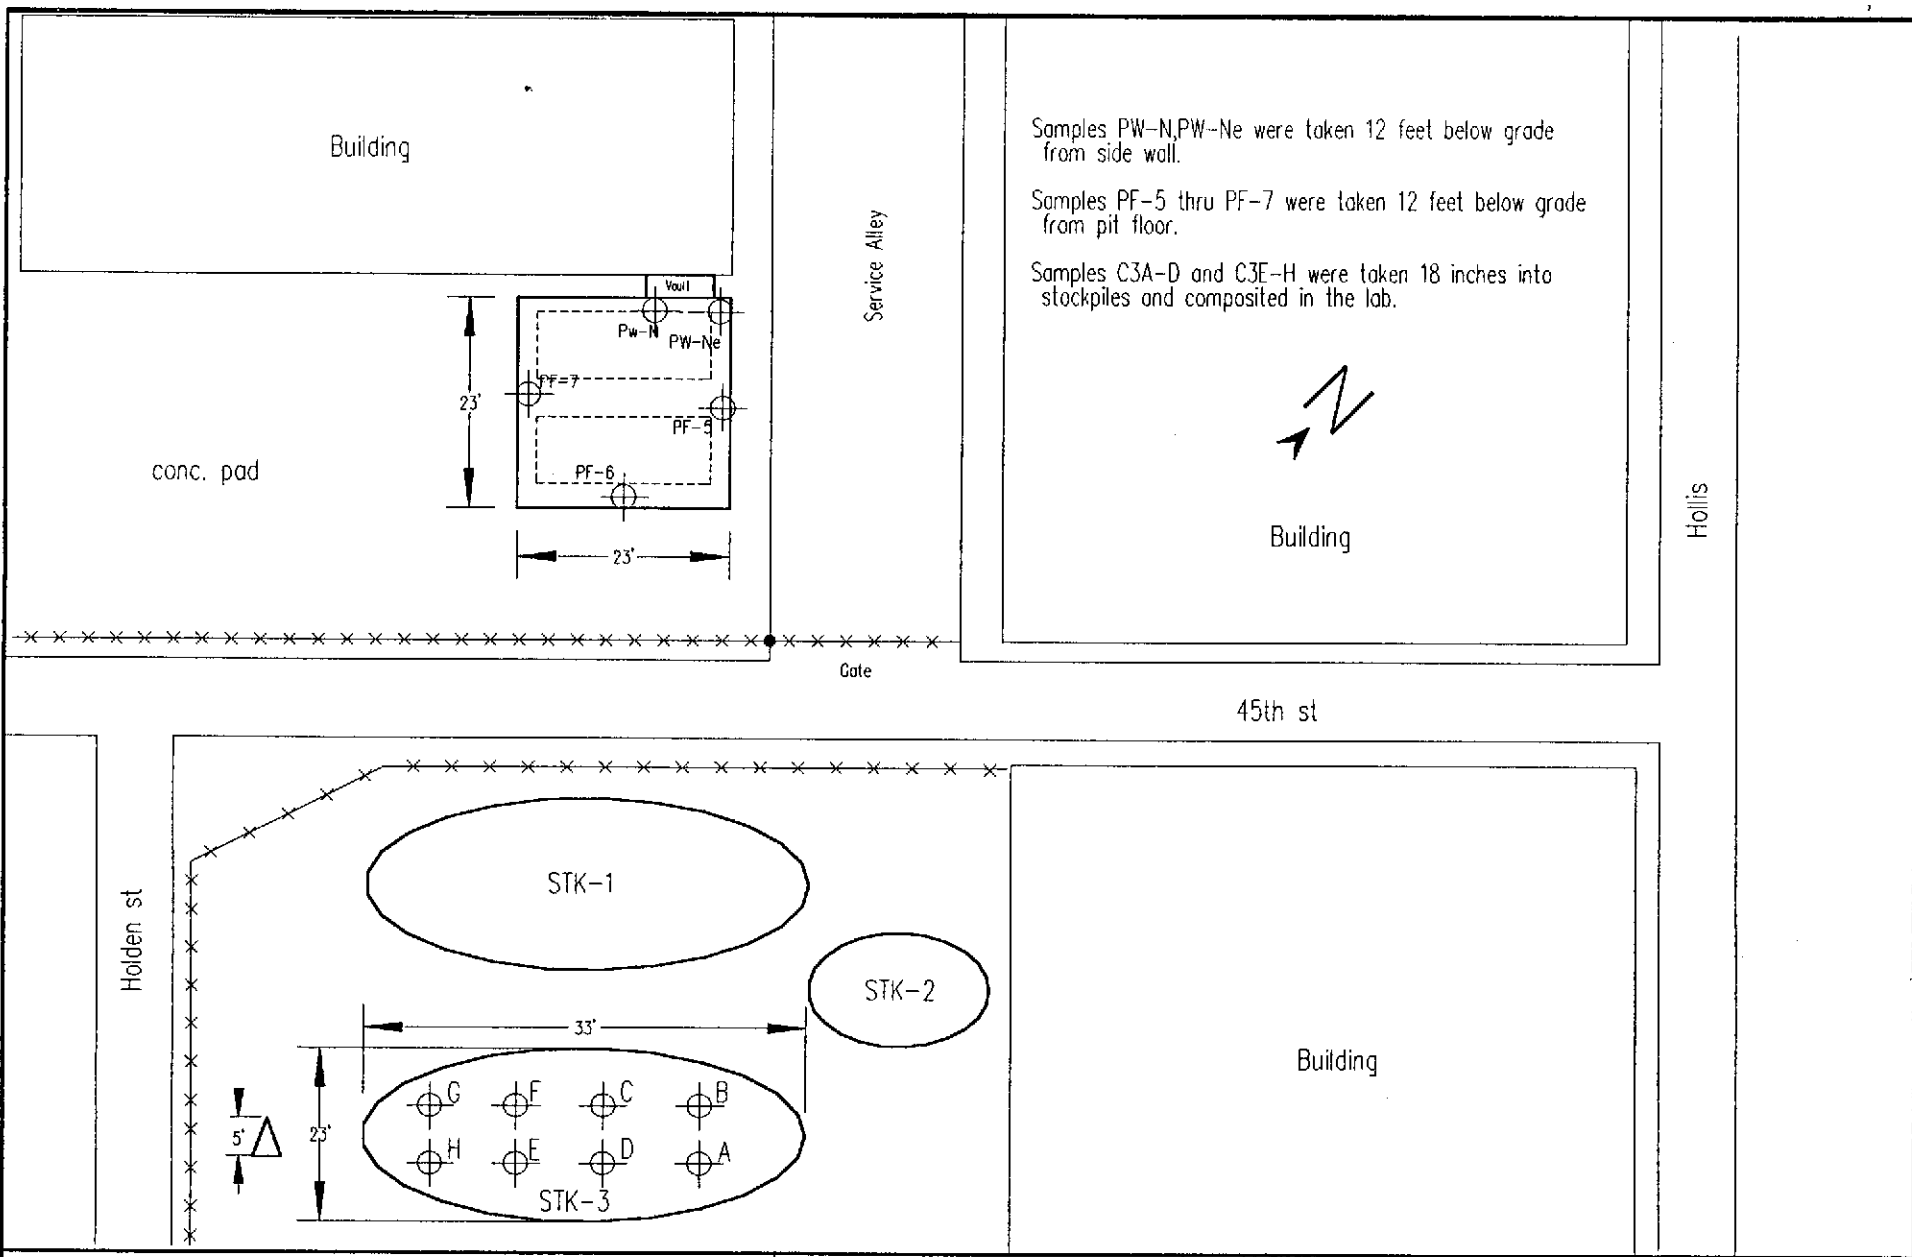 Building
Samples PW-N,PW-Ne were taken 12 feet below grade
from side wall.
Samples PF-5 thru PF-7 were taken 12 feet below grade
from pit floor.
Samples C3A-D and C3E-H were taken 18 inches into
stockpiles and composited in the lab.
Service Alley
Vault
Pw-N
PW-Ne
PF-7
23'
PF-5
conc. pad
PF-6
23'
N
Building
Hollis
Gate
45th st
Holden st
STK-1
STK-2
33'
Building
G F C B
5'
23'
H E D A
STK-3